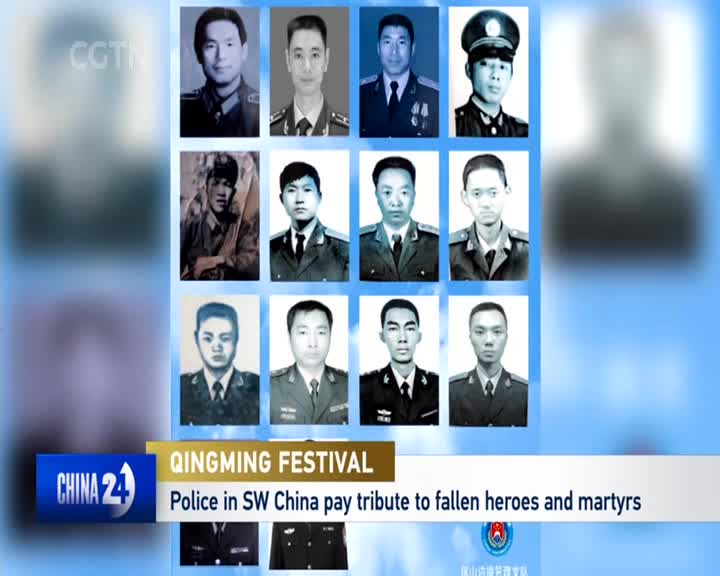 CGTN
QINGMING FESTIVAL
CHINA 24
Police in SW China pay tribute to fallen heroes and martyrs